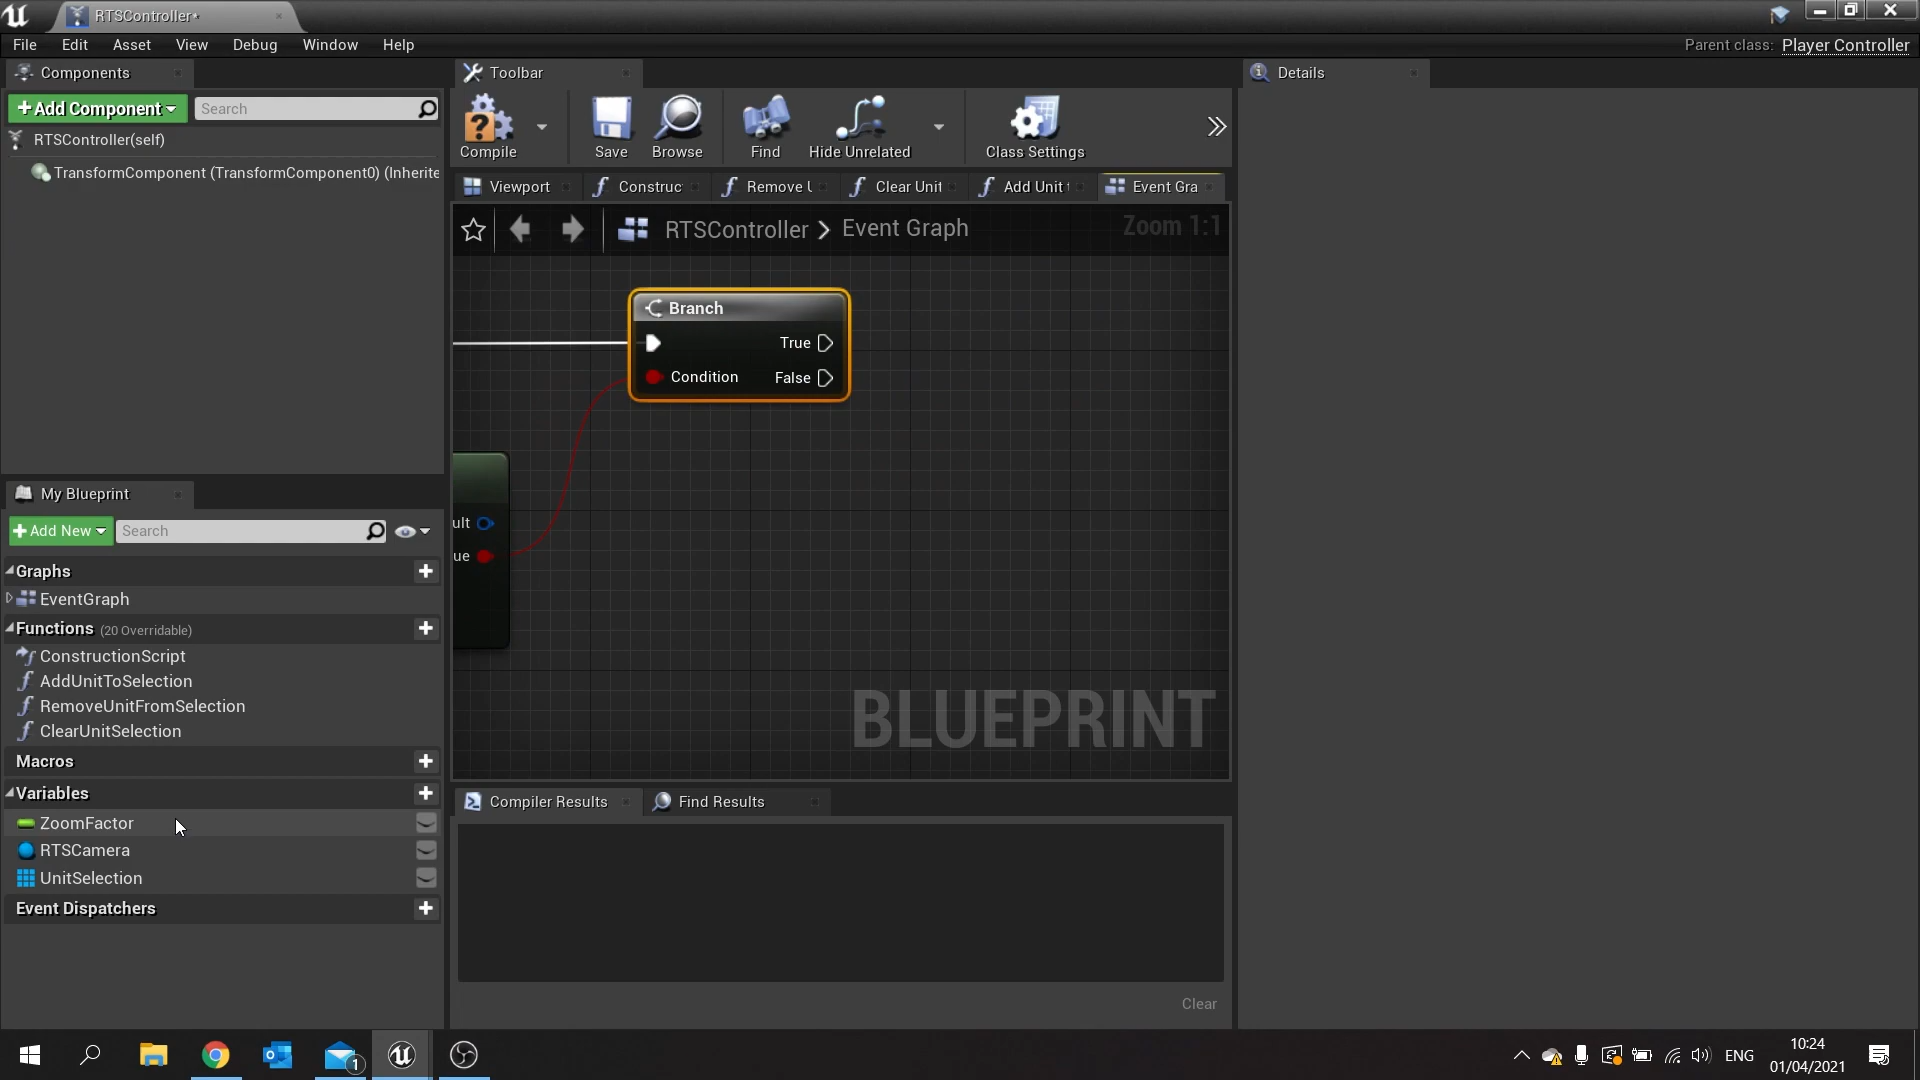 RTSController*
File Edit Asset View Debug Window Help
Parent class: Player Controller
Components
Toolbar
Details
+ Add Component
Search
RTSController(self)
TransformComponent (TransformComponent0) (Inherite
Compile
Save
Browse
Find
Hide Unrelated
Class Settings
Viewport
Construc
Remove U
Clear Unit
Add Unit t
Event Gra
RTSController > Event Graph
Zoom 1:1
Branch
True
Condition
False
ult
ue
BLUEPRINT
My Blueprint
+ Add New
Search
Graphs
EventGraph
Functions (20 Overridable)
ConstructionScript
AddUnitToSelection
RemoveUnitFromSelection
ClearUnitSelection
Macros
Variables
ZoomFactor
RTSCamera
UnitSelection
Event Dispatchers
Compiler Results
Find Results
Clear
1
ENG
10:24
01/04/2021